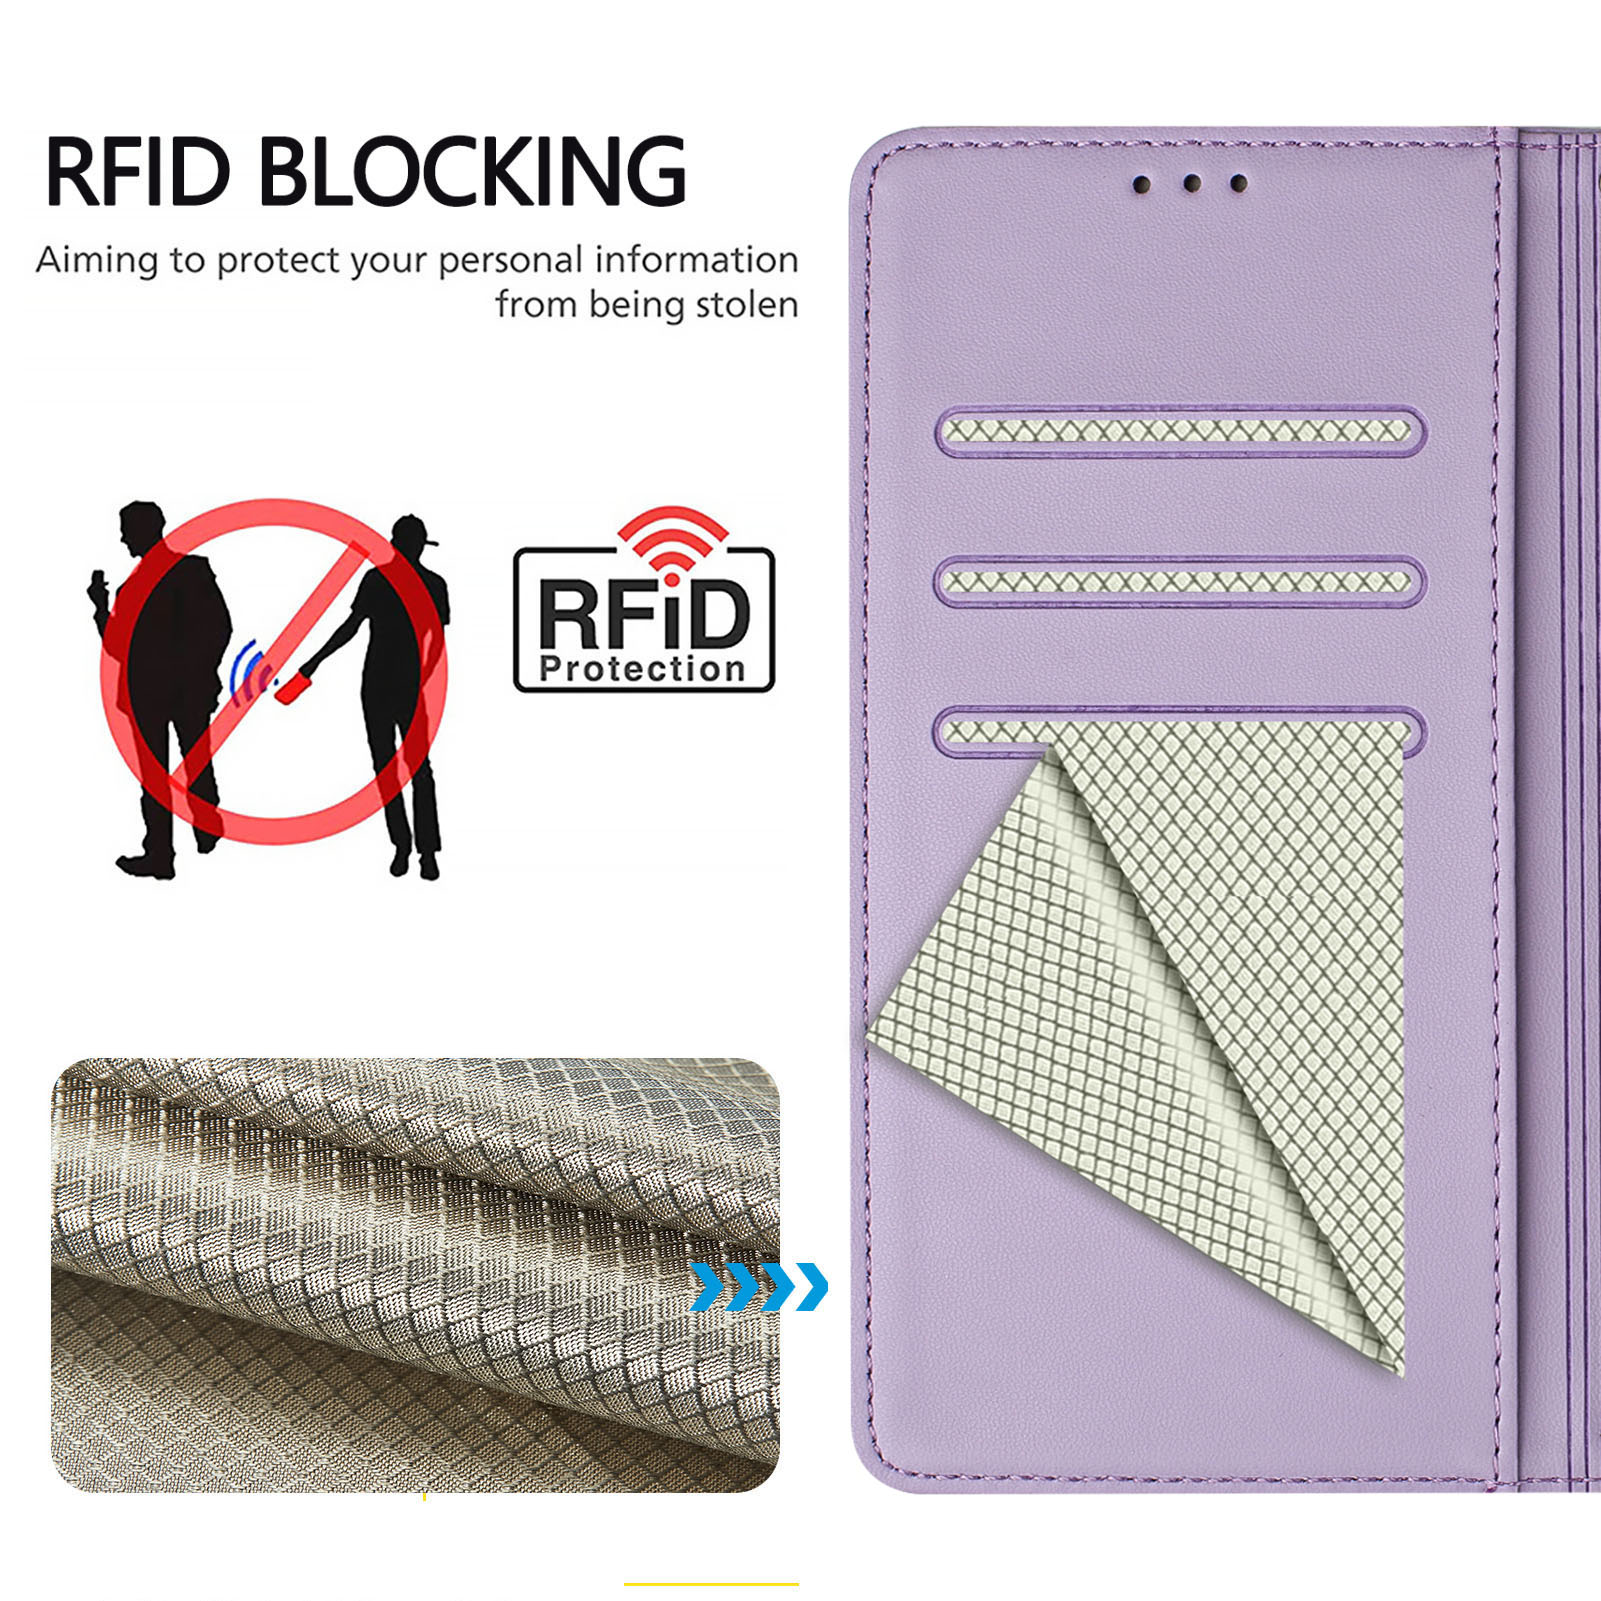 RFID BLOCKING
Aiming to protect your personal information
from being stolen
RFiD
Protection